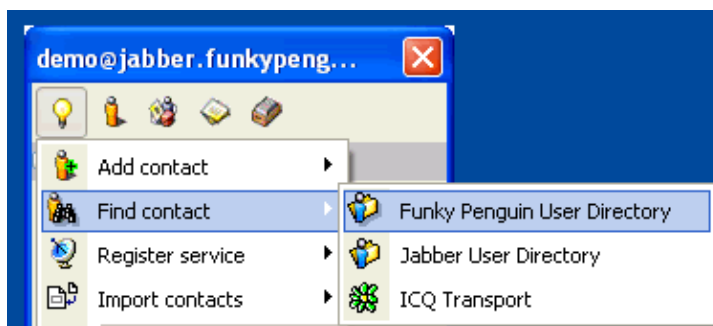 demo@jabber.funkypeng...
Add contact
Find contact
Funky Penguin User Directory
Register service
Jabber User Directory
Import contacts
ICQ Transport